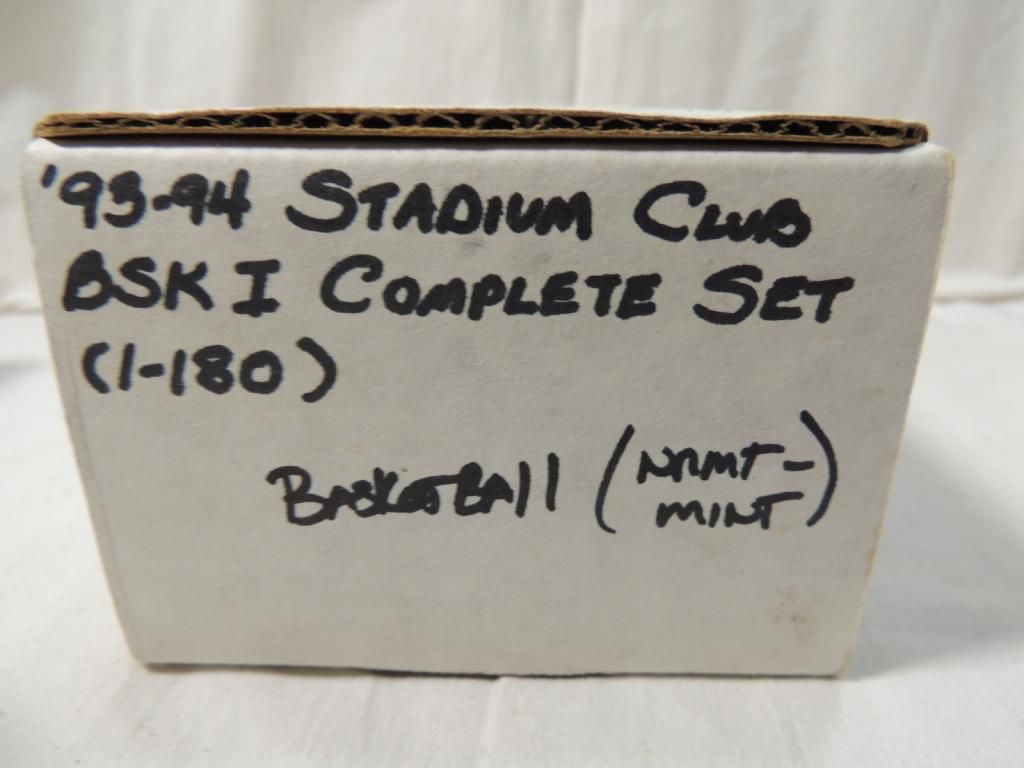 '93-94 STADIUM CLUB
BSK I COMPLETE SET
(1-180)
BASKETBALL (NRMT-
MINT)